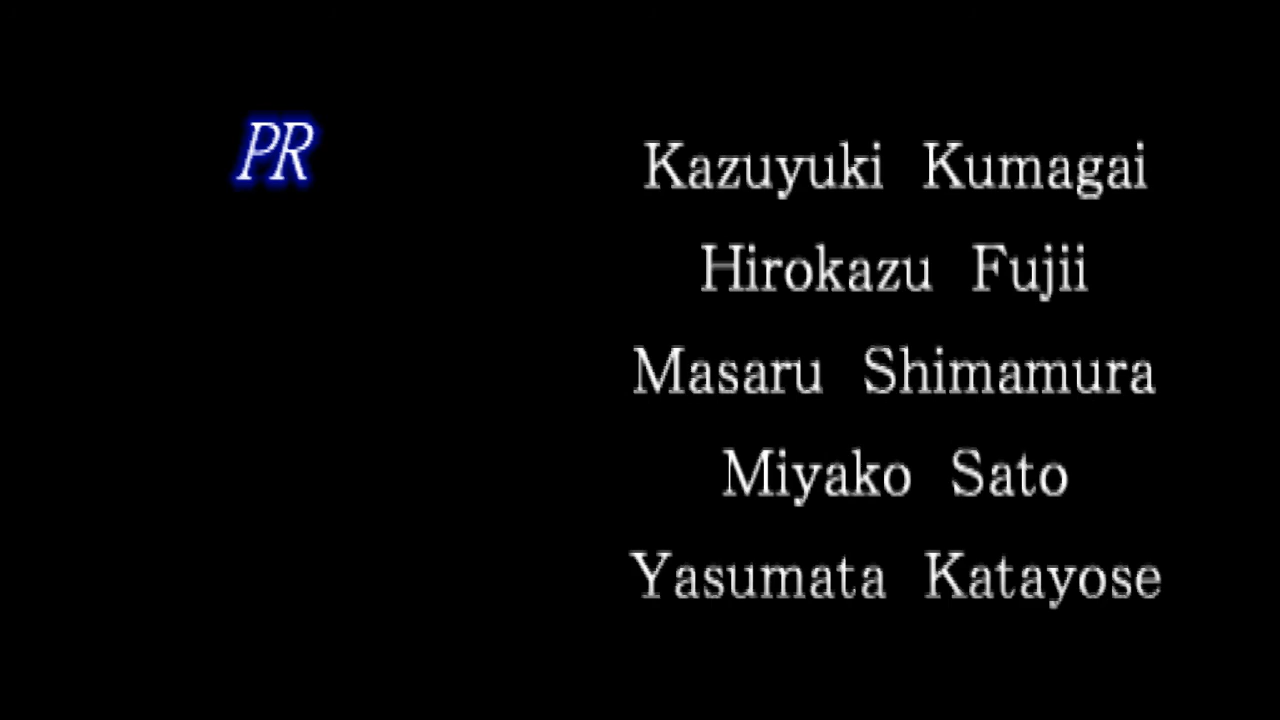 PR
Kazuyuki Kumagai
Hirokazu Fujii
Masaru Shimamura
Miyako Sato
Yasumata Katayose